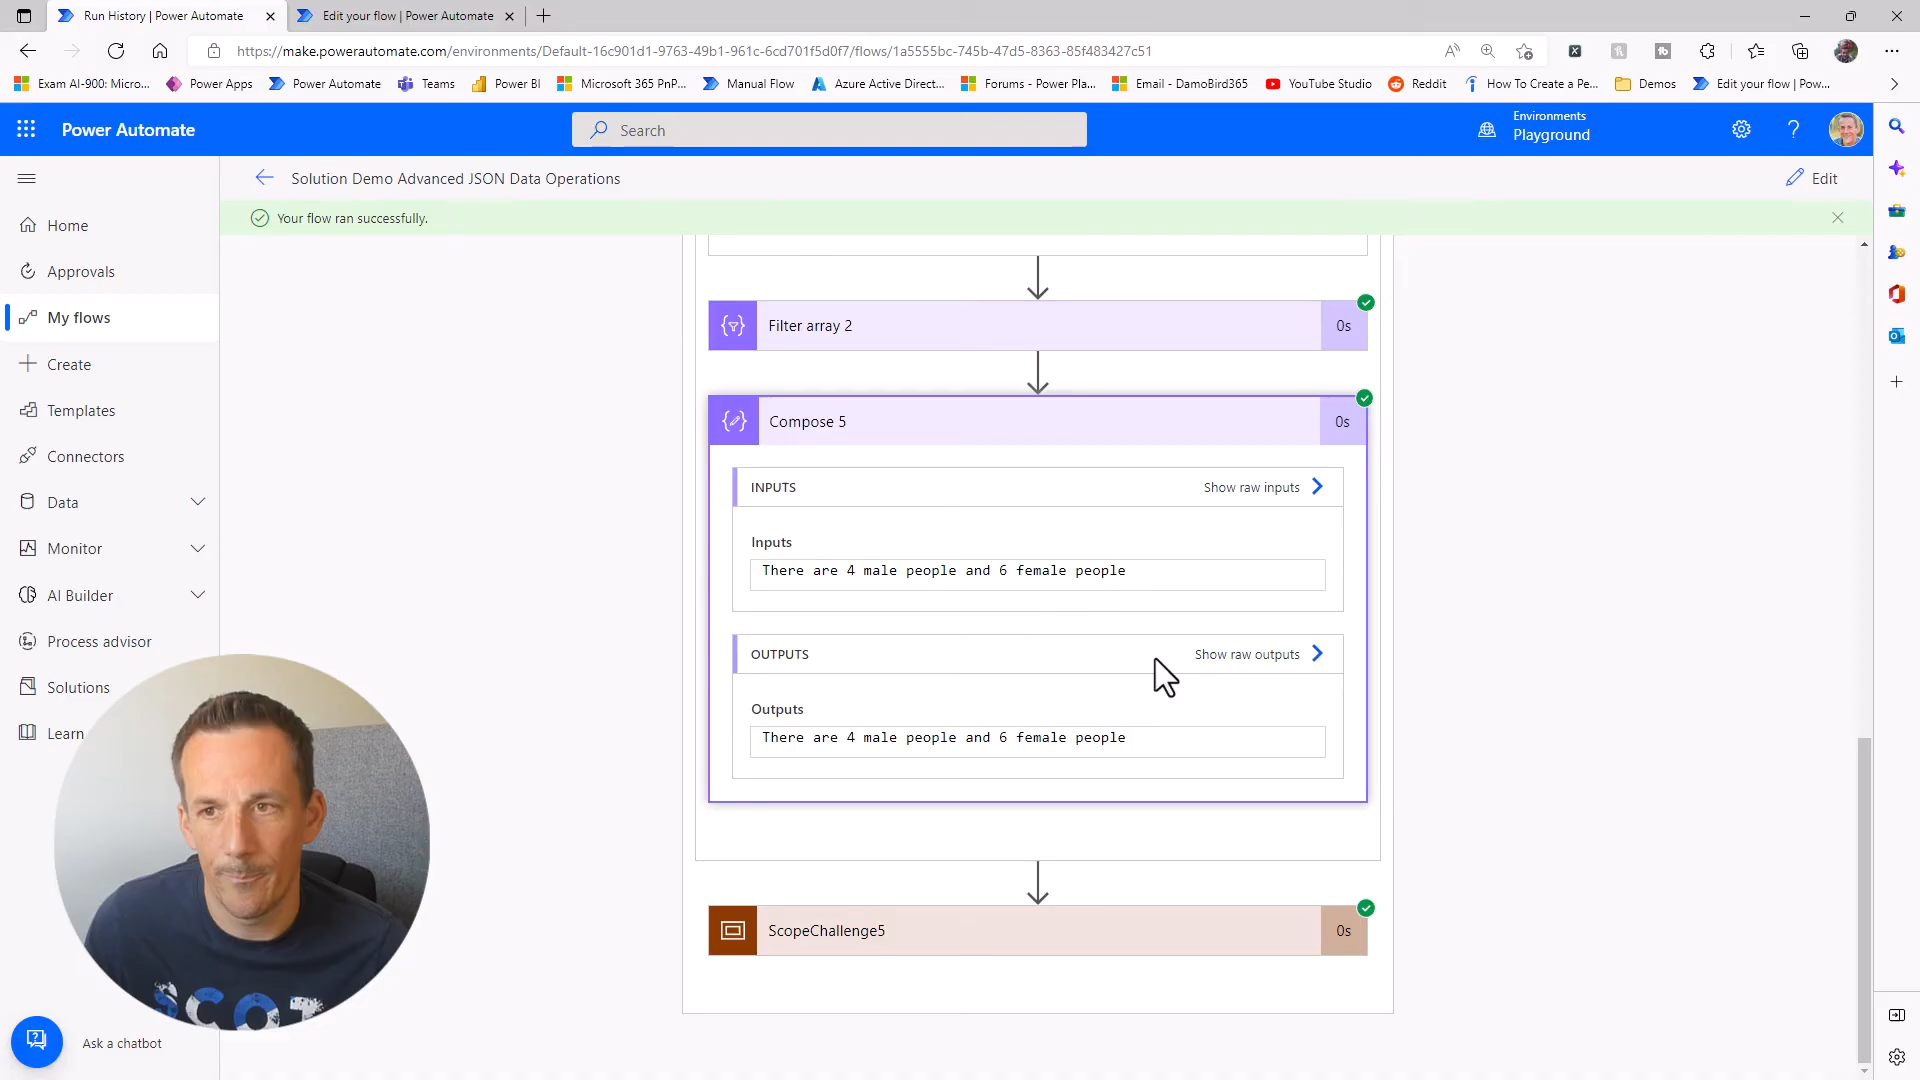 Run History | Power Automate
Edit your flow | Power Automate
https://make.powerautomate.com/environments/Default-16c901d1-9763-49b1-961c-6cd701f5d0f7/flows/1a5555bc-745b-47d5-8363-85f483427c51
Exam AI-900: Micro...
Power Apps
Power Automate
Teams
Power BI
Microsoft 365 PnP...
Manual Flow
Azure Active Direct...
Forums - Power Pla...
Email - DamoBird365
YouTube Studio
Reddit
How To Create a Pe...
Demos
Edit your flow | Pow...
Power Automate
Search
Environments
Playground
Solution Demo Advanced JSON Data Operations
Edit
Your flow ran successfully.
Home
Approvals
My flows
Create
Templates
Connectors
Data
Monitor
AI Builder
Process advisor
Solutions
Learn
Ask a chatbot
Filter array 2
0s
Compose 5
0s
INPUTS
Show raw inputs
Inputs
There are 4 male people and 6 female people
OUTPUTS
Show raw outputs
Outputs
There are 4 male people and 6 female people
ScopeChallenge5
0s
SCOT